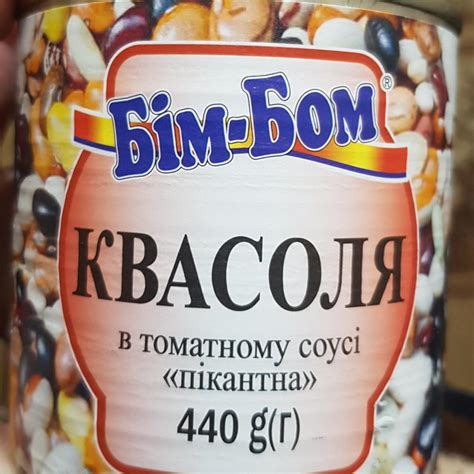 Бім-Бом®
КВАСОЛЯ
в томатному соусі
«пікантна»
440 g(г)